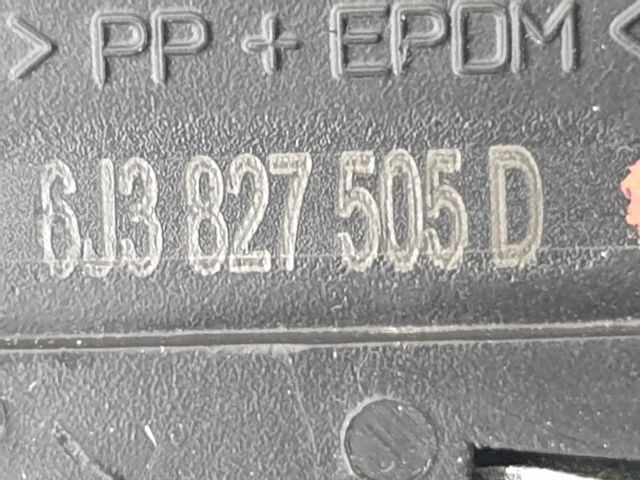 > PP + EPDM <
6J3 827 505 D